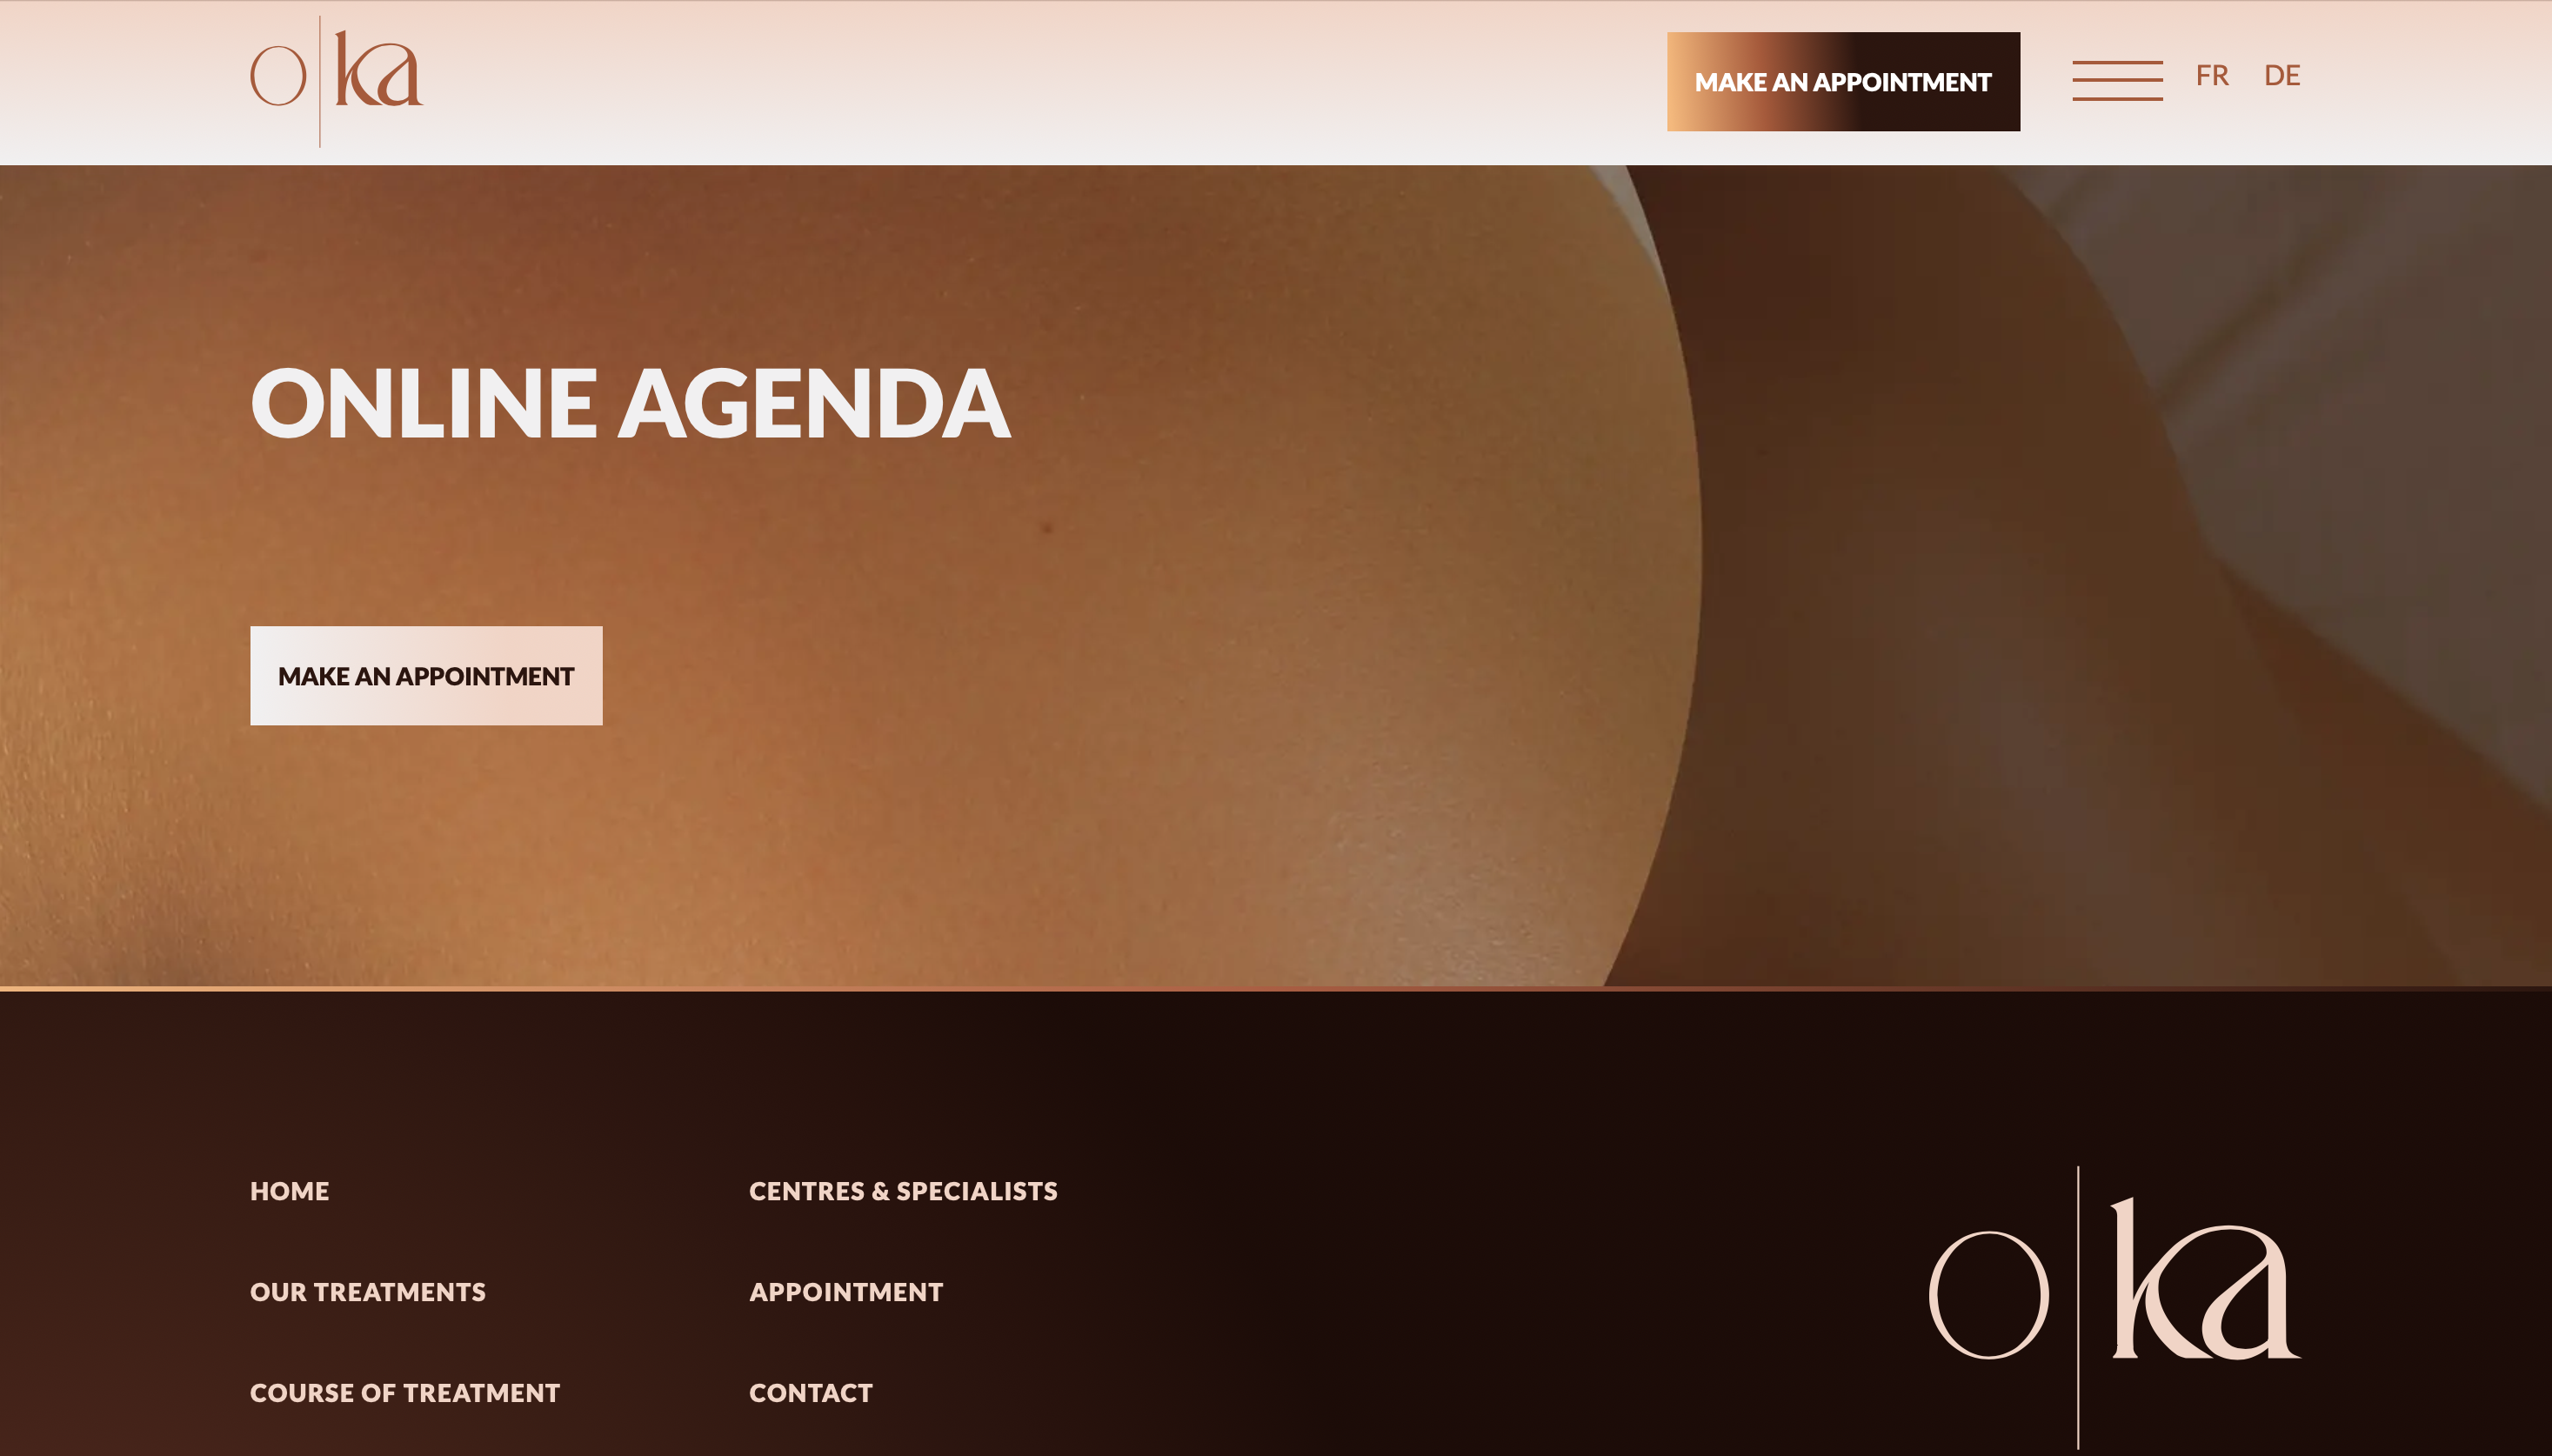 o ka
MAKE AN APPOINTMENT
FR DE
ONLINE AGENDA
MAKE AN APPOINTMENT
HOME
CENTRES & SPECIALISTS
OUR TREATMENTS
APPOINTMENT
COURSE OF TREATMENT
CONTACT
o ka